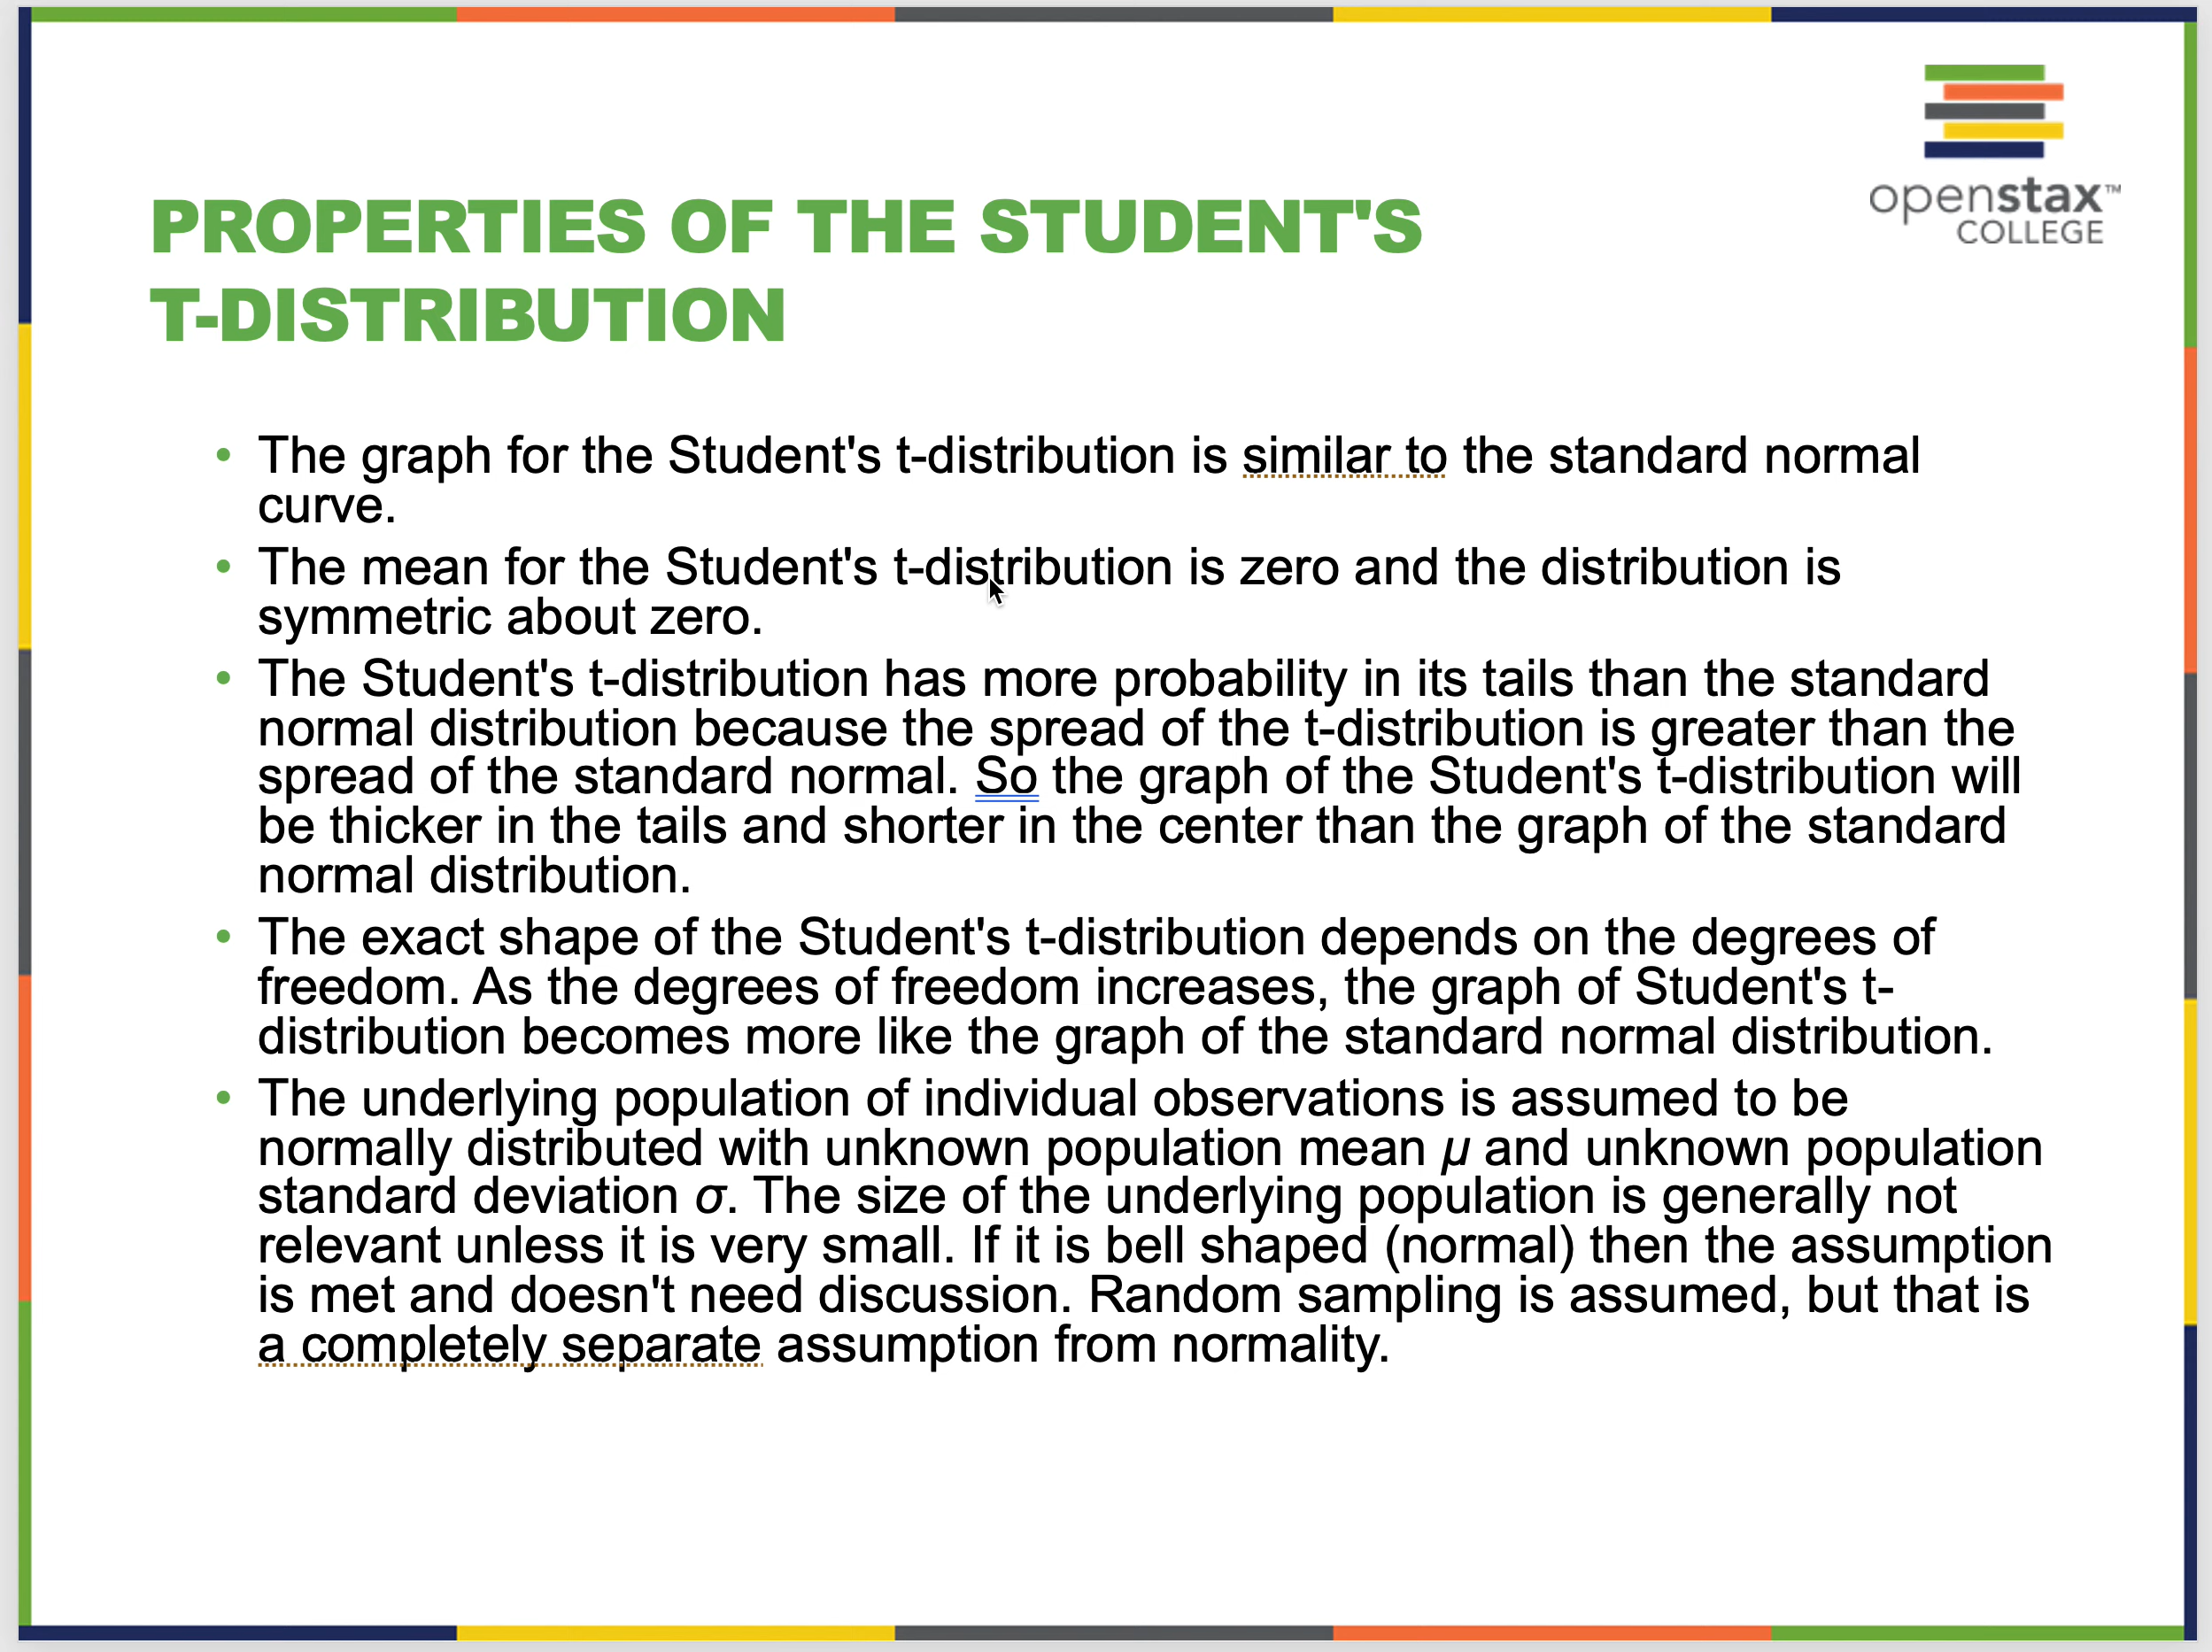 openstax™
COLLEGE
PROPERTIES OF THE STUDENT'S
T-DISTRIBUTION
• The graph for the Student's t-distribution is similar to the standard normal
curve.
• The mean for the Student's t-distribution is zero and the distribution is
symmetric about zero.
• The Student's t-distribution has more probability in its tails than the standard
normal distribution because the spread of the t-distribution is greater than the
spread of the standard normal. So the graph of the Student's t-distribution will
be thicker in the tails and shorter in the center than the graph of the standard
normal distribution.
• The exact shape of the Student's t-distribution depends on the degrees of
freedom. As the degrees of freedom increases, the graph of Student's t-
distribution becomes more like the graph of the standard normal distribution.
• The underlying population of individual observations is assumed to be
normally distributed with unknown population mean μ and unknown population
standard deviation σ. The size of the underlying population is generally not
relevant unless it is very small. If it is bell shaped (normal) then the assumption
is met and doesn't need discussion. Random sampling is assumed, but that is
a completely separate assumption from normality.